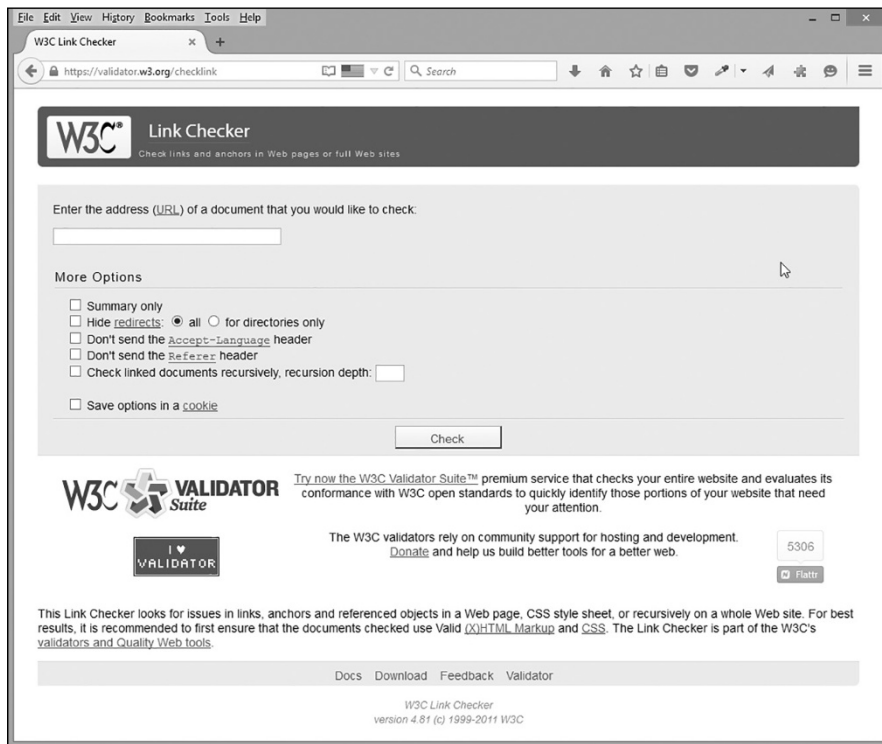 File Edit View History Bookmarks Tools Help
W3C Link Checker
https://validator.w3.org/checklink
Search
W3C® Link Checker
Check links and anchors in Web pages or full Web sites
Enter the address (URL) of a document that you would like to check:
More Options
Summary only
Hide redirects: all for directories only
Don't send the Accept-Language header
Don't send the Referer header
Check linked documents recursively, recursion depth:
Save options in a cookie
Check
W3C VALIDATOR Suite
Try now the W3C Validator Suite™ premium service that checks your entire website and evaluates its
conformance with W3C open standards to quickly identify those portions of your website that need
your attention.
I ♥
VALIDATOR
The W3C validators rely on community support for hosting and development.
Donate and help us build better tools for a better web.
5306
Flattr
This Link Checker looks for issues in links, anchors and referenced objects in a Web page, CSS style sheet, or recursively on a whole Web site. For best
results, it is recommended to first ensure that the documents checked use Valid (X)HTML Markup and CSS. The Link Checker is part of the W3C's
validators and Quality Web tools.
Docs Download Feedback Validator
W3C Link Checker
version 4.81 (c) 1999-2011 W3C